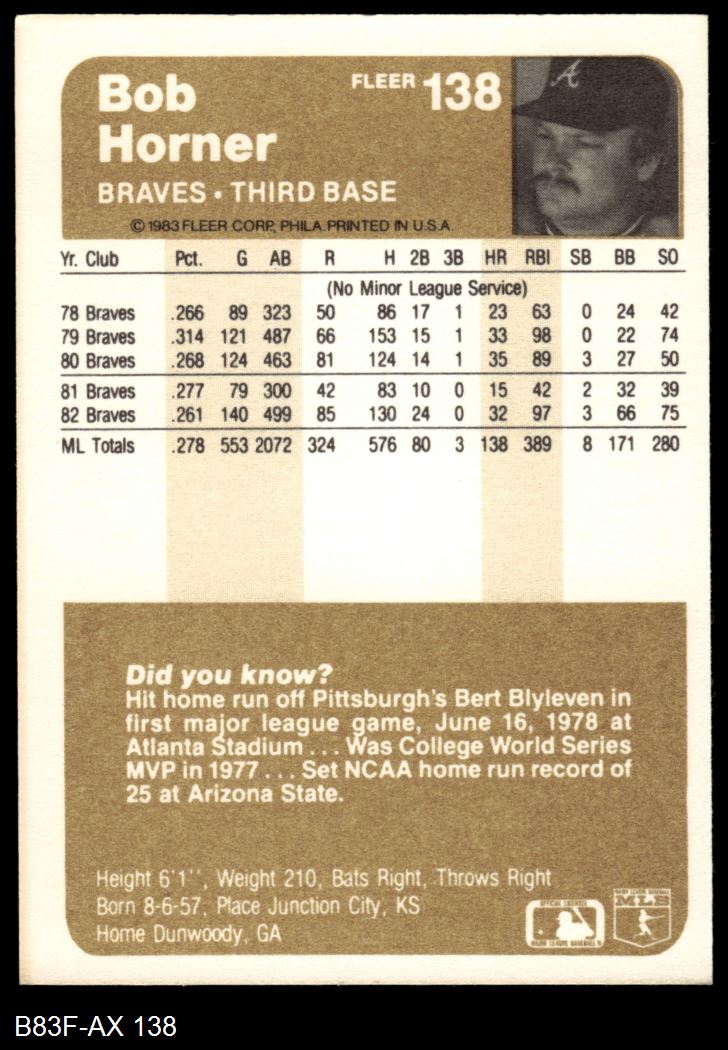 Bob
Horner
FLEER 138
A
BRAVES • THIRD BASE
© 1983 FLEER CORP., PHILA. PRINTED IN U.S.A.
Yr. Club Pct. G AB R H 2B 3B HR RBI SB BB SO
(No Minor League Service)
78 Braves .266 89 323 50 86 17 1 23 63 0 24 42
79 Braves .314 121 487 66 153 15 1 33 98 0 22 74
80 Braves .268 124 463 81 124 14 1 35 89 3 27 50
81 Braves .277 79 300 42 83 10 0 15 42 2 32 39
82 Braves .261 140 499 85 130 24 0 32 97 3 66 75
ML Totals .278 553 2072 324 576 80 3 138 389 8 171 280
Did you know?
Hit home run off Pittsburgh's Bert Blyleven in
first major league game, June 16, 1978 at
Atlanta Stadium . . . Was College World Series
MVP in 1977 . . . Set NCAA home run record of
25 at Arizona State.
Height 6'1'', Weight 210, Bats Right, Throws Right
Born 8-6-57, Place Junction City, KS
Home Dunwoody, GA
OFFICIAL LICENSEE
MAJOR LEAGUE BASEBALL
MAJOR LEAGUE BASEBALL
B83F-AX 138